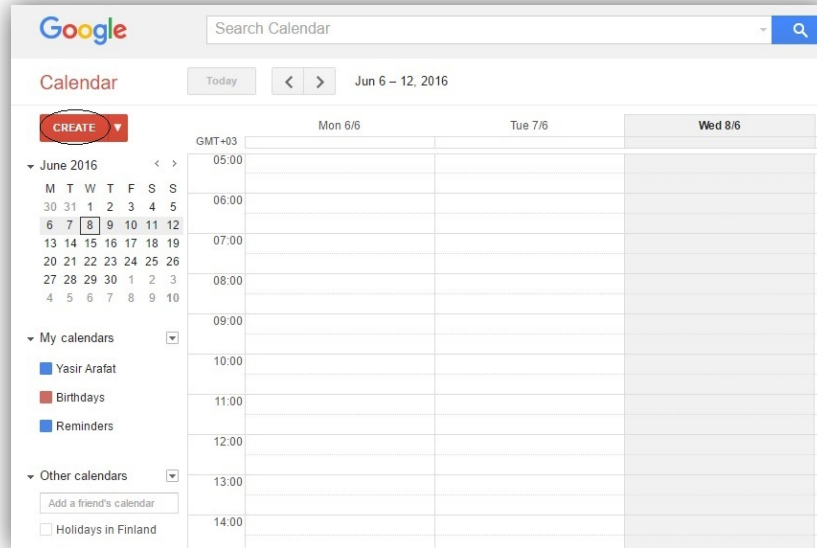 Google
Search Calendar
Calendar
Today
Jun 6 – 12, 2016
CREATE
Mon 6/6 Tue 7/6 Wed 8/6
GMT+03
June 2016
M T W T F S S
30 31 1 2 3 4 5
6 7 8 9 10 11 12
13 14 15 16 17 18 19
20 21 22 23 24 25 26
27 28 29 30 1 2 3
4 5 6 7 8 9 10
My calendars
Yasir Arafat
Birthdays
Reminders
Other calendars
Add a friend's calendar
Holidays in Finland
05:00
06:00
07:00
08:00
09:00
10:00
11:00
12:00
13:00
14:00